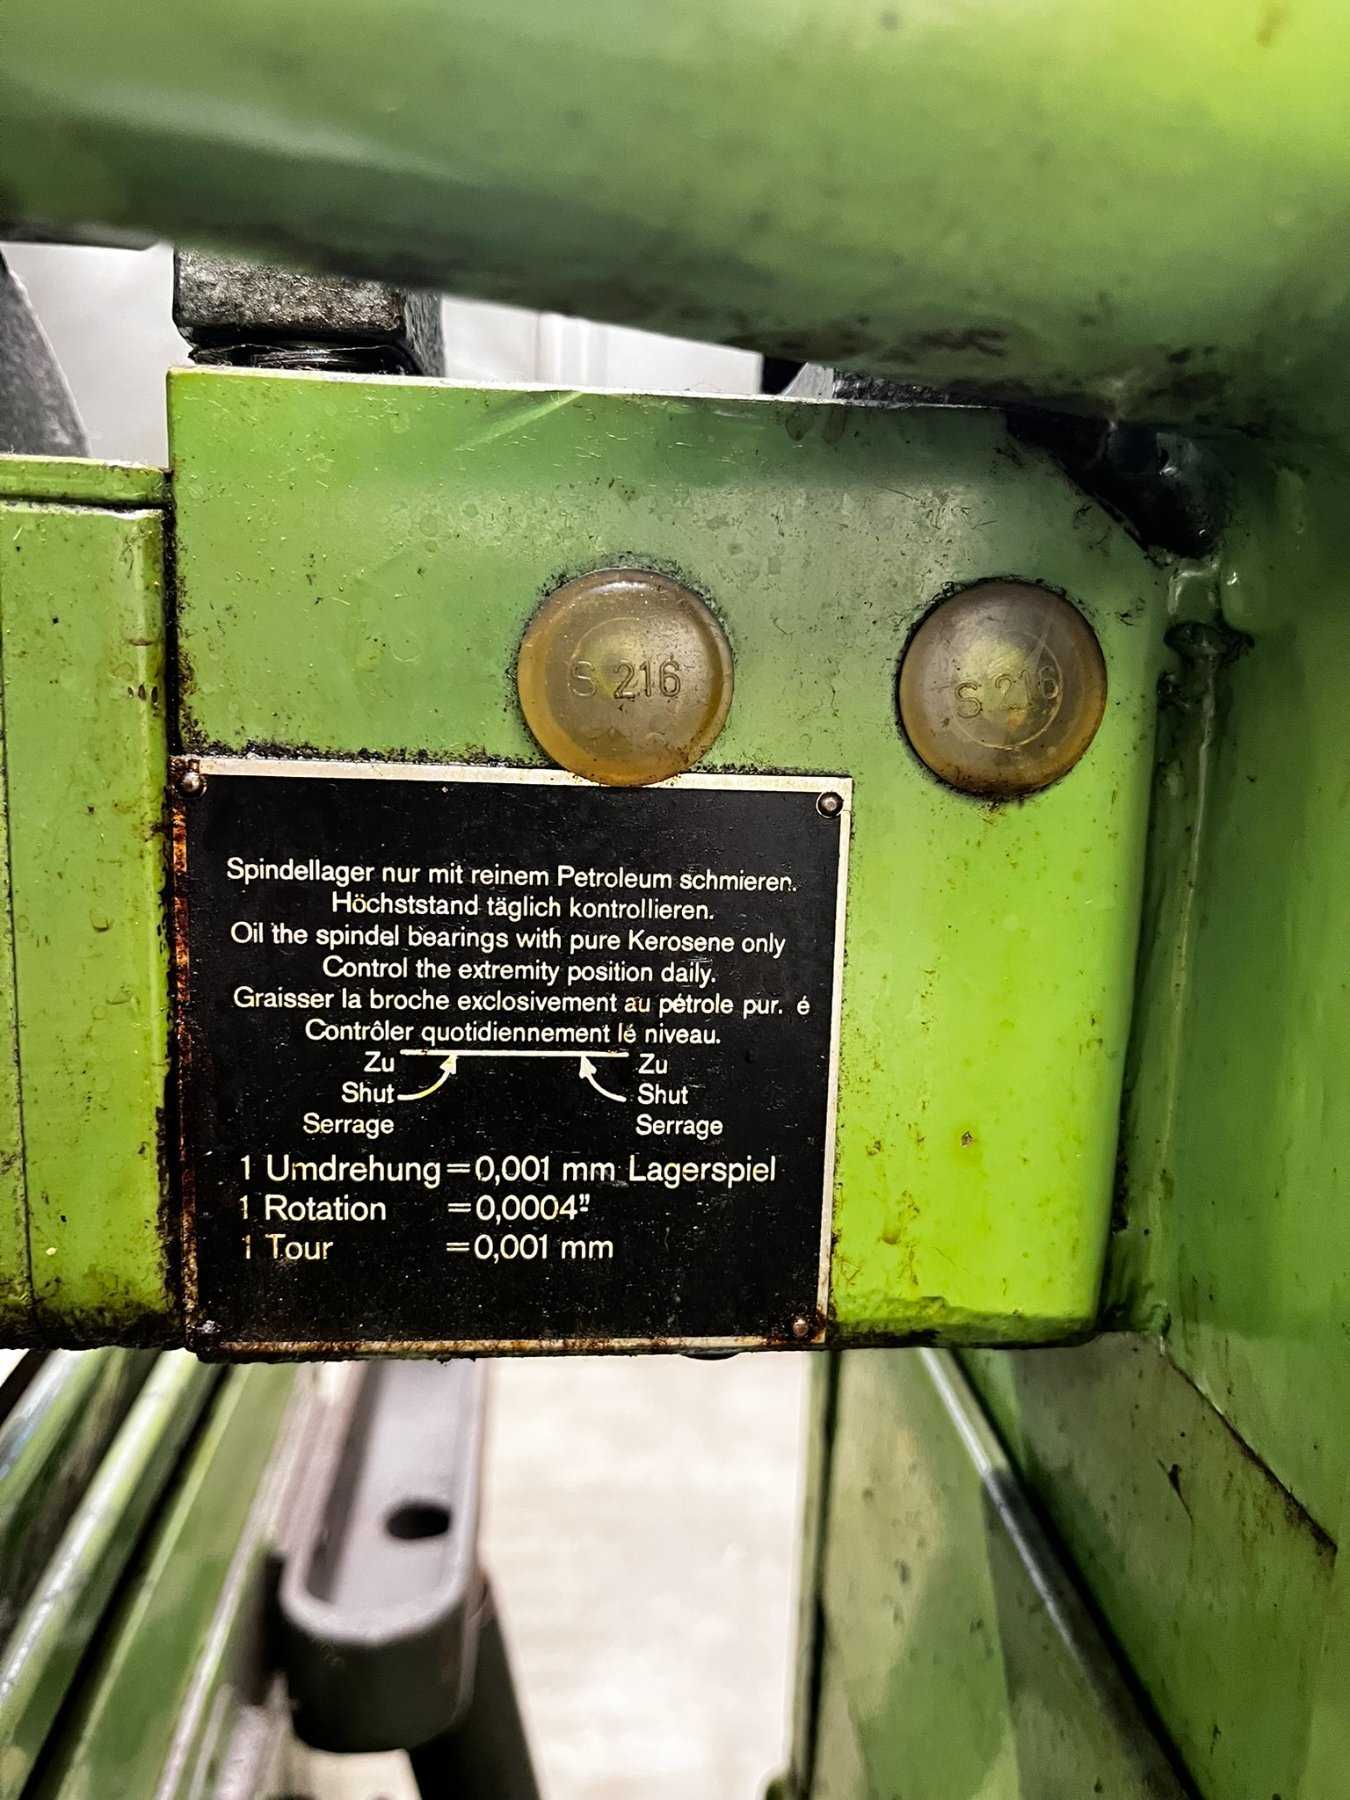 S 216
S 216
Spindellager nur mit reinem Petroleum schmieren.
Höchststand täglich kontrollieren.
Oil the spindel bearings with pure Kerosene only
Control the extremity position daily.
Graisser la broche exclosivement au pétrole pur. é
Contrôler quotidiennement lé niveau.
Zu Zu
Shut Shut
Serrage Serrage
1 Umdrehung=0,001 mm Lagerspiel
1 Rotation =0,0004"
1 Tour =0,001 mm